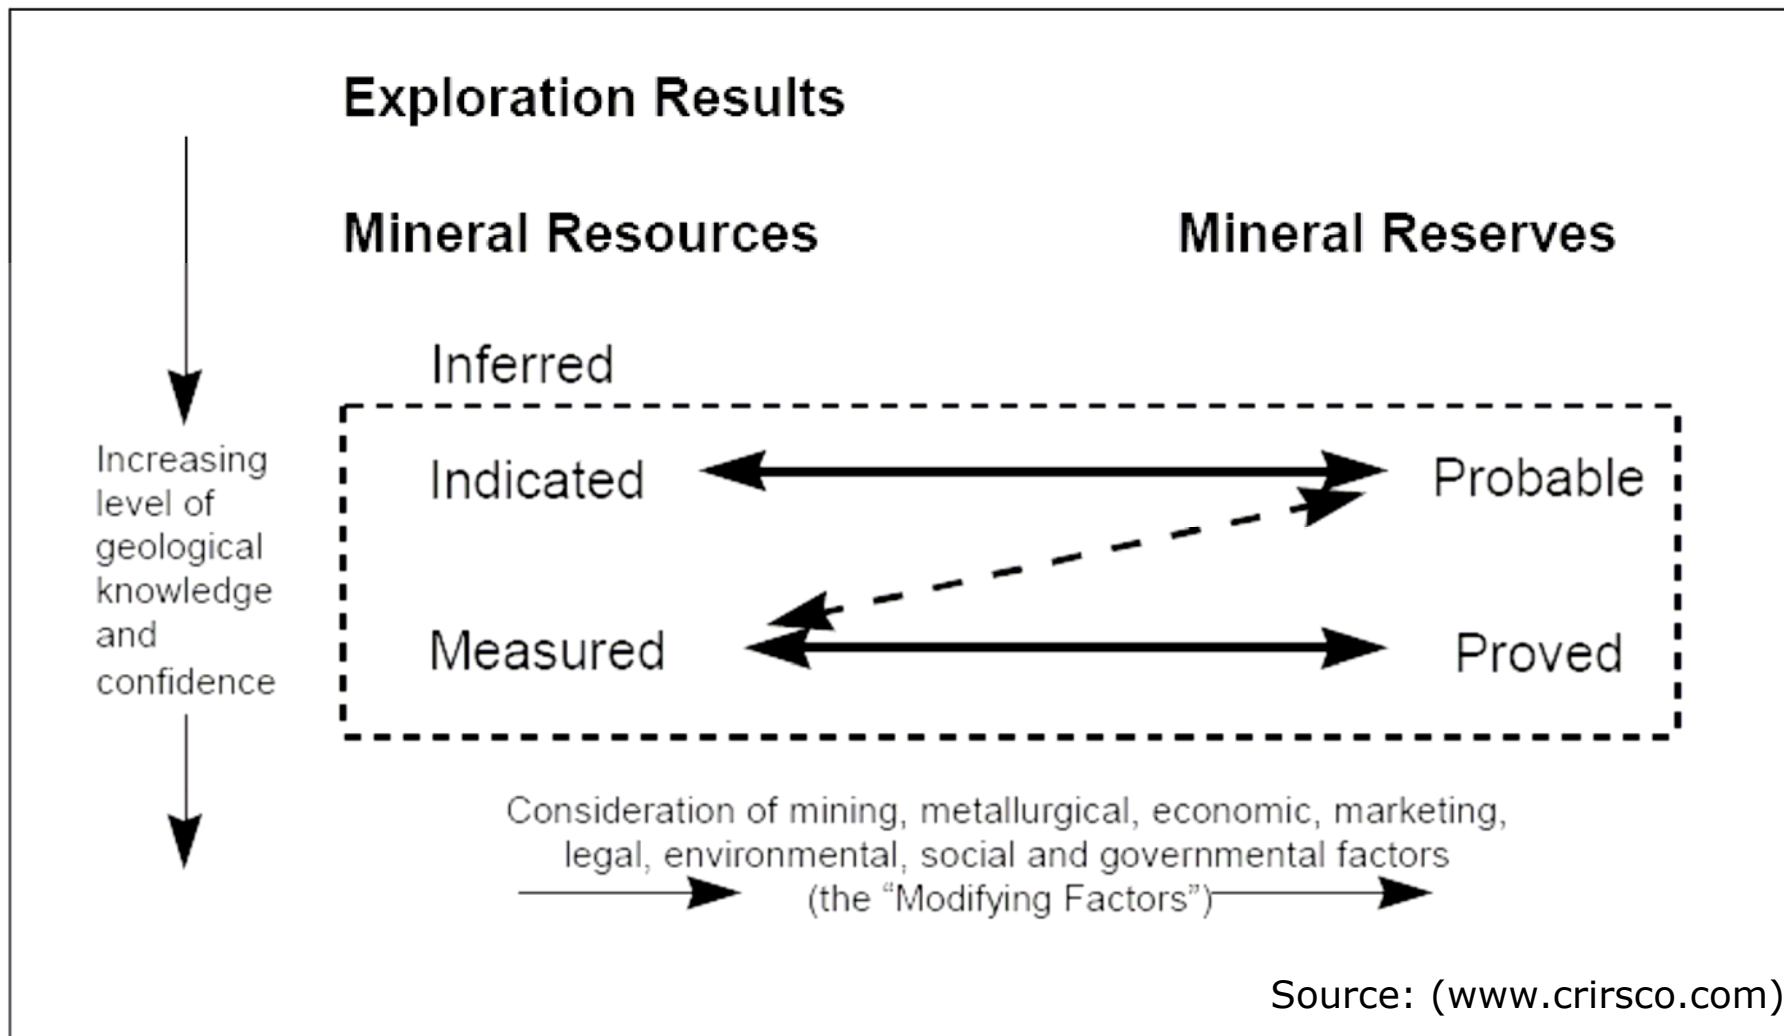 Exploration Results
Mineral Resources
Mineral Reserves
Inferred
Indicated
Probable
Measured
Proved
Increasing
level of
geological
knowledge
and
confidence
Consideration of mining, metallurgical, economic, marketing,
legal, environmental, social and governmental factors
(the “Modifying Factors”)
Source: (www.crirsco.com)